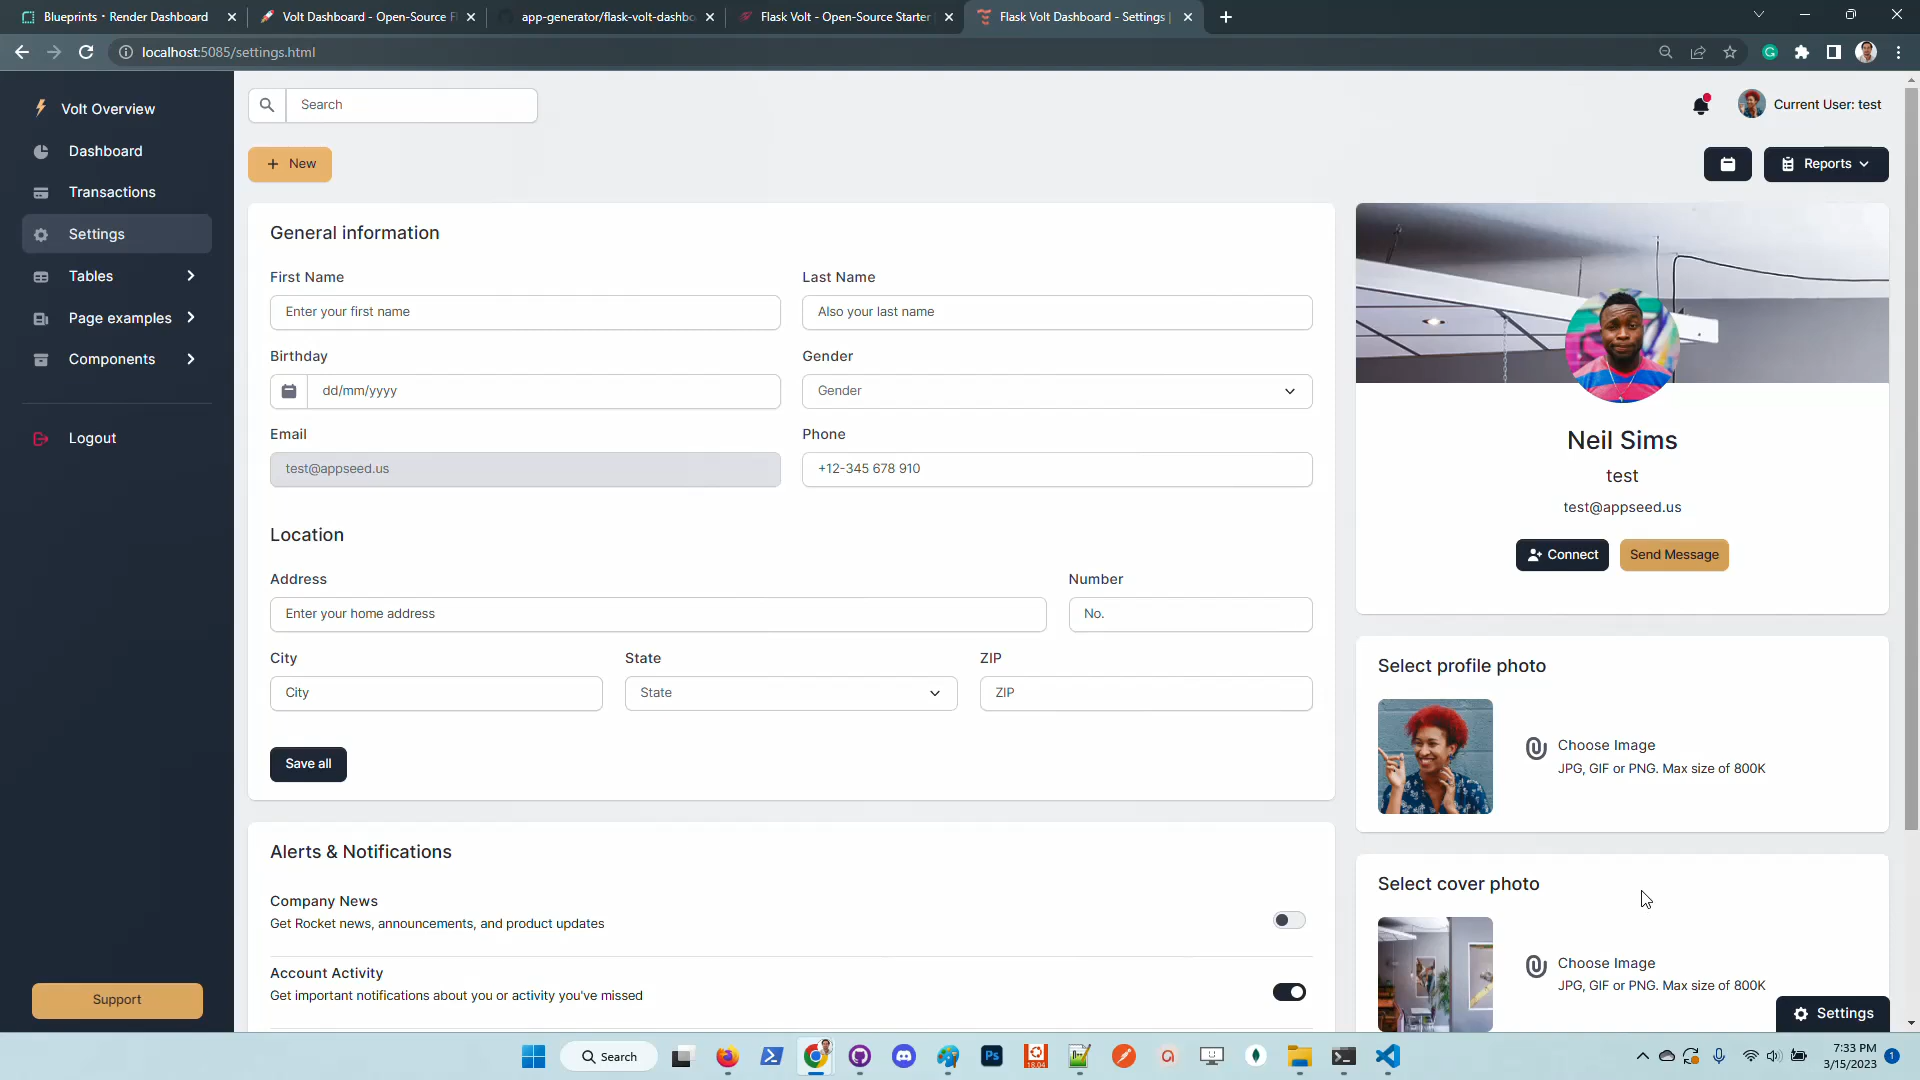 Blueprints · Render Dashboard
Volt Dashboard - Open-Source Fl
app-generator/flask-volt-dashbo
Flask Volt - Open-Source Starter
Flask Volt Dashboard - Settings |
localhost:5085/settings.html
Volt Overview
Dashboard
Transactions
Settings
Tables
Page examples
Components
Logout
Support
Search
Current User: test
New
Reports
General information
First Name
Last Name
Enter your first name
Also your last name
Birthday
Gender
dd/mm/yyyy
Gender
Email
Phone
test@appseed.us
+12-345 678 910
Location
Address
Number
Enter your home address
No.
City
State
ZIP
City
State
ZIP
Save all
Alerts & Notifications
Company News
Get Rocket news, announcements, and product updates
Account Activity
Get important notifications about you or activity you've missed
Neil Sims
test
test@appseed.us
Connect
Send Message
Select profile photo
Choose Image
JPG, GIF or PNG. Max size of 800K
Select cover photo
Choose Image
JPG, GIF or PNG. Max size of 800K
Settings
Search
Ps
18.04
7:33 PM
3/15/2023
1